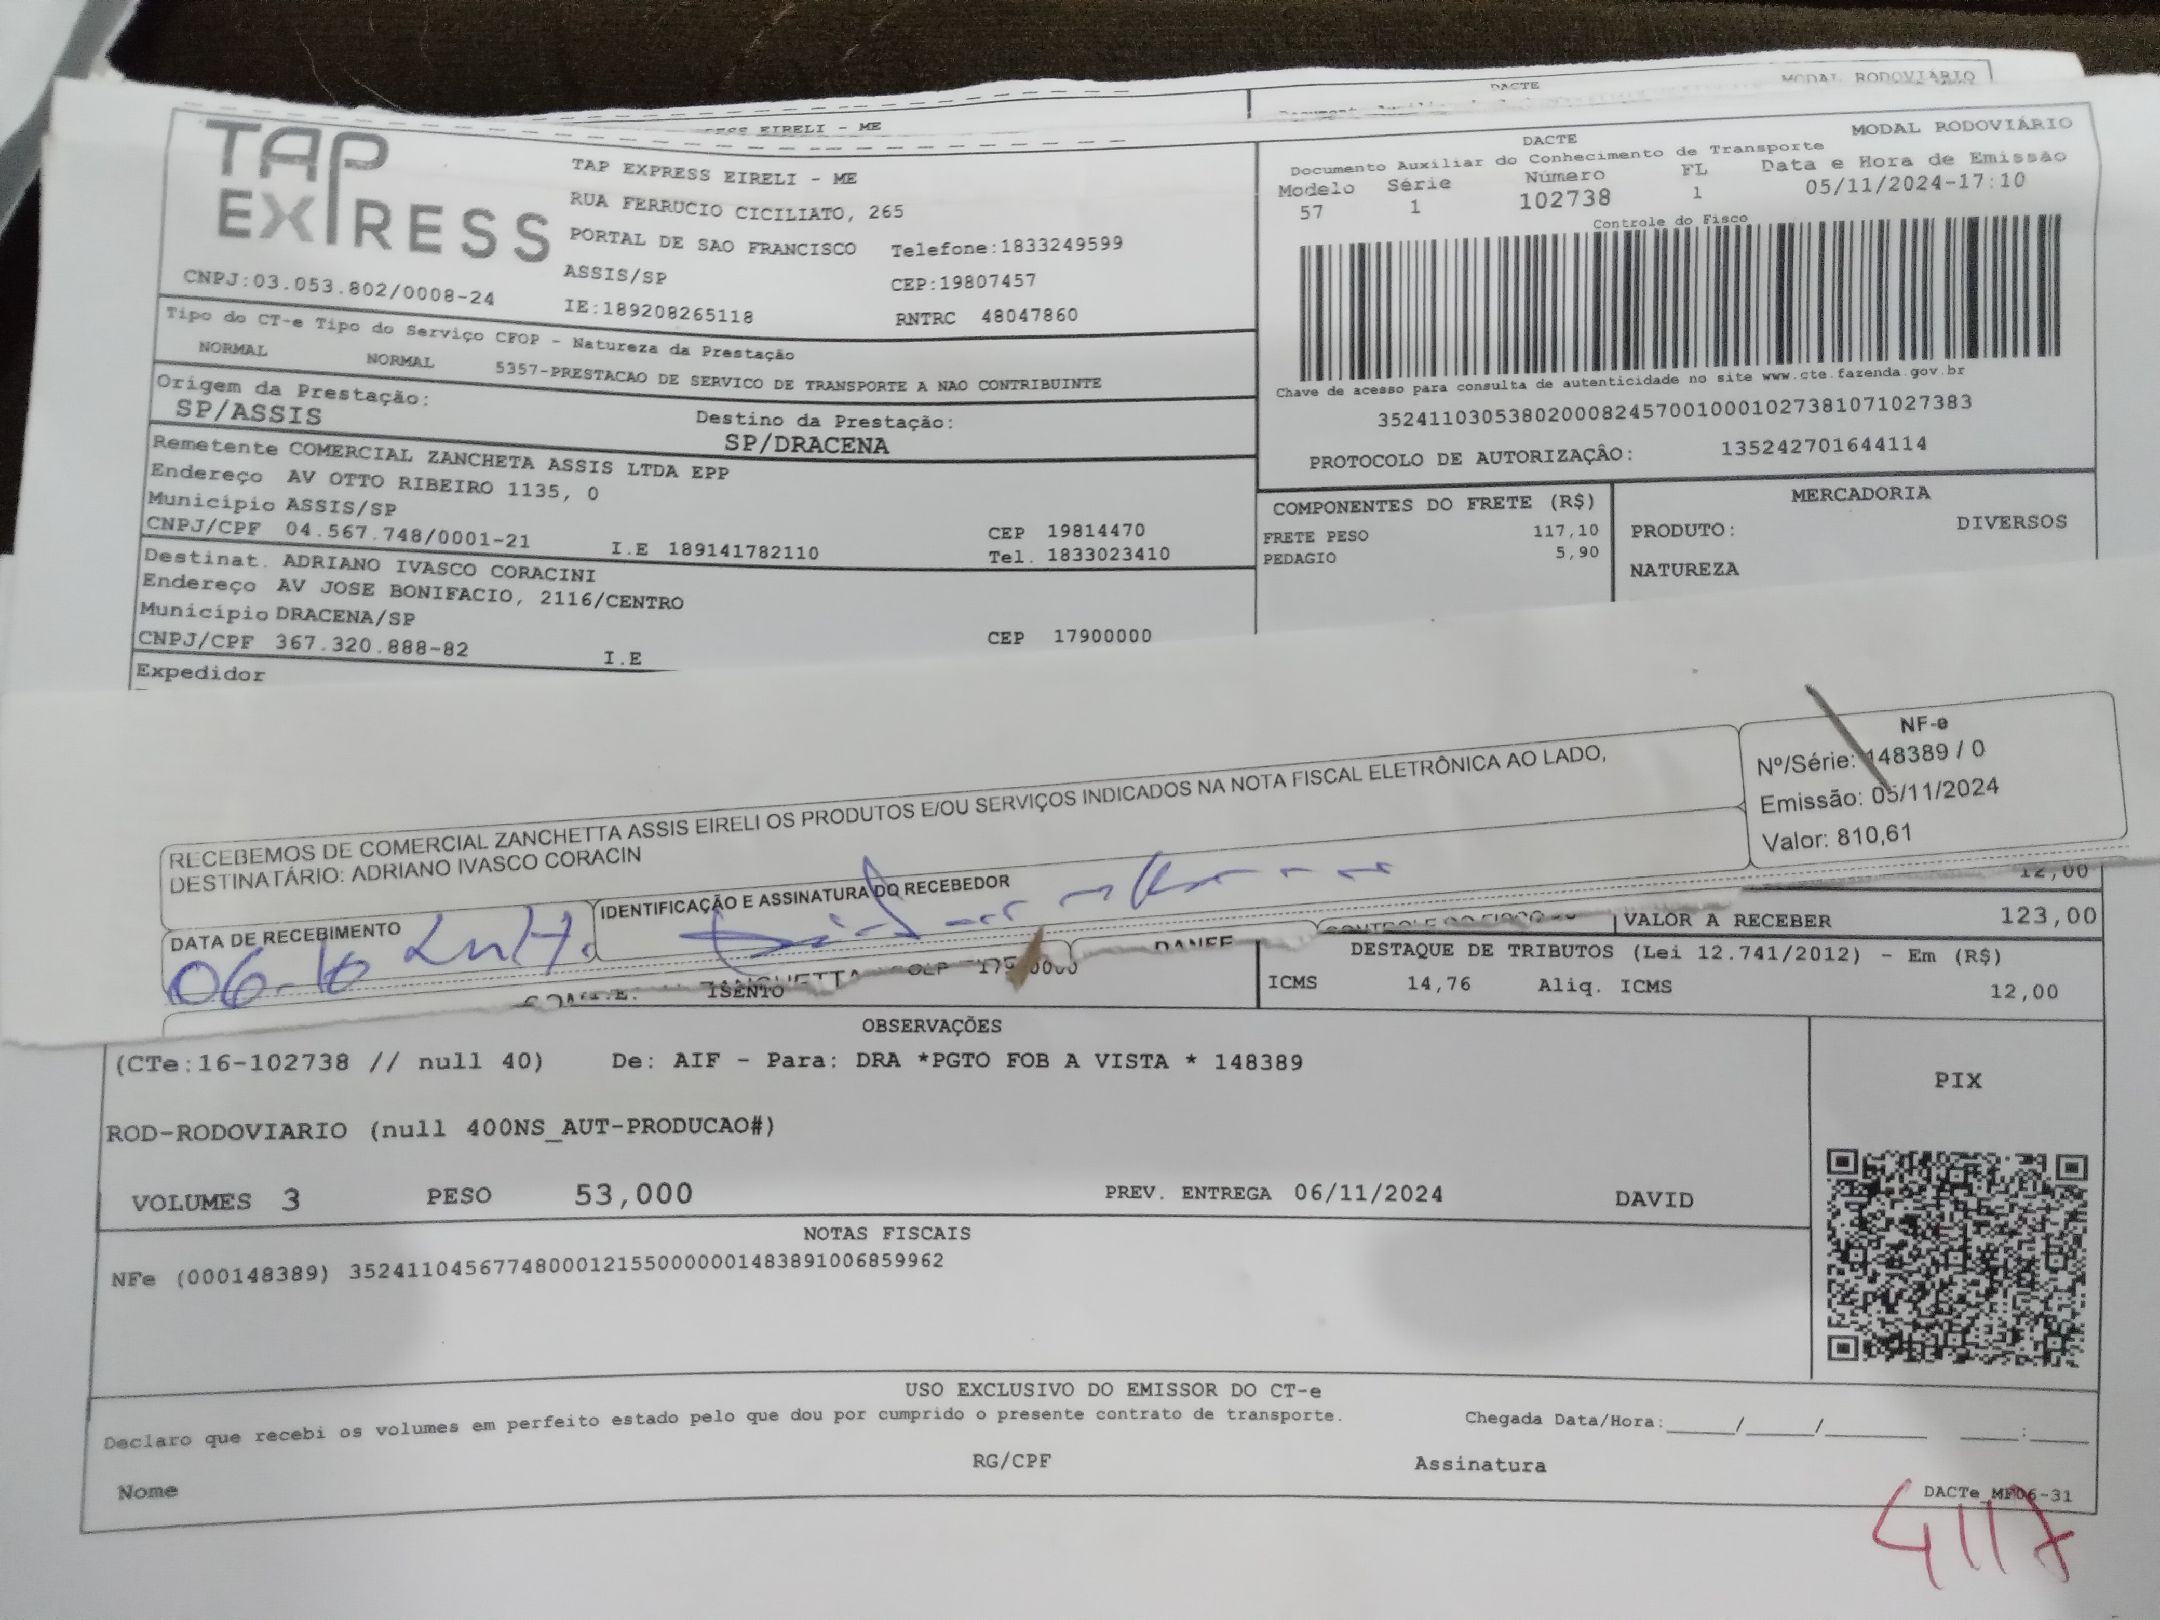 DACTE
MODAL RODOVIÁRIO
EIRELI - ME
TAP EXPRESS
TAP EXPRESS EIRELI - ME
RUA FERRUCIO CICILIATO, 265
PORTAL DE SAO FRANCISCO Telefone:1833249599
ASSIS/SP CEP:19807457
CNPJ:03.053.802/0008-24
IE:189208265118 RNTRC 48047860
DACTE MODAL RODOVIÁRIO
Documento Auxiliar do Conhecimento de Transporte
Modelo Série Número FL Data e Hora de Emissão
57 1 102738 1 05/11/2024-17:10
Controle do Fisco
Chave de acesso para consulta de autenticidade no site www.cte.fazenda.gov.br
35241103053802000824570010001027381071027383
PROTOCOLO DE AUTORIZAÇÂO: 135242701644114
Tipo do CT-e Tipo do Serviço CFOP - Natureza da Prestação
NORMAL NORMAL 5357-PRESTACAO DE SERVICO DE TRANSPORTE A NAO CONTRIBUINTE
Origem da Prestação: Destino da Prestação:
SP/ASSIS SP/DRACENA
Remetente COMERCIAL ZANCHETA ASSIS LTDA EPP
Endereço AV OTTO RIBEIRO 1135, 0
Município ASSIS/SP CEP 19814470
CNPJ/CPF 04.567.748/0001-21 I.E 189141782110 Tel. 1833023410
Destinat. ADRIANO IVASCO CORACINI
Endereço AV JOSE BONIFACIO, 2116/CENTRO
Município DRACENA/SP CEP 17900000
CNPJ/CPF 367.320.888-82 I.E
Expedidor
COMPONENTES DO FRETE (R$)
FRETE PESO 117,10
PEDAGIO 5,90
MERCADORIA
PRODUTO: DIVERSOS
NATUREZA
RECEBEMOS DE COMERCIAL ZANCHETTA ASSIS EIRELI OS PRODUTOS E/OU SERVIÇOS INDICADOS NA NOTA FISCAL ELETRÔNICA AO LADO,
DESTINATÁRIO: ADRIANO IVASCO CORACIN
NF-e
Nº/Série: 148389 / 0
Emissão: 05/11/2024
Valor: 810,61
DATA DE RECEBIMENTO
IDENTIFICAÇÃO E ASSINATURA DO RECEBEDOR
ISENTO
DANFE
12,00
VALOR A RECEBER 123,00
DESTAQUE DE TRIBUTOS (Lei 12.741/2012) - Em (R$)
ICMS 14,76 Aliq. ICMS 12,00
OBSERVAÇÕES
(CTe:16-102738 // null 40) De: AIF - Para: DRA *PGTO FOB A VISTA * 148389
ROD-RODOVIARIO (null 400NS_AUT-PRODUCAO#)
VOLUMES 3 PESO 53,000 PREV. ENTREGA 06/11/2024 DAVID
PIX
NOTAS FISCAIS
NFe (000148389) 35241104567748000121550000001483891006859962
USO EXCLUSIVO DO EMISSOR DO CT-e
Declaro que recebi os volumes em perfeito estado pelo que dou por cumprido o presente contrato de transporte. Chegada Data/Hora:_____/_____/_______ ____:____
Nome RG/CPF Assinatura
DACTe_MF06-31
4117